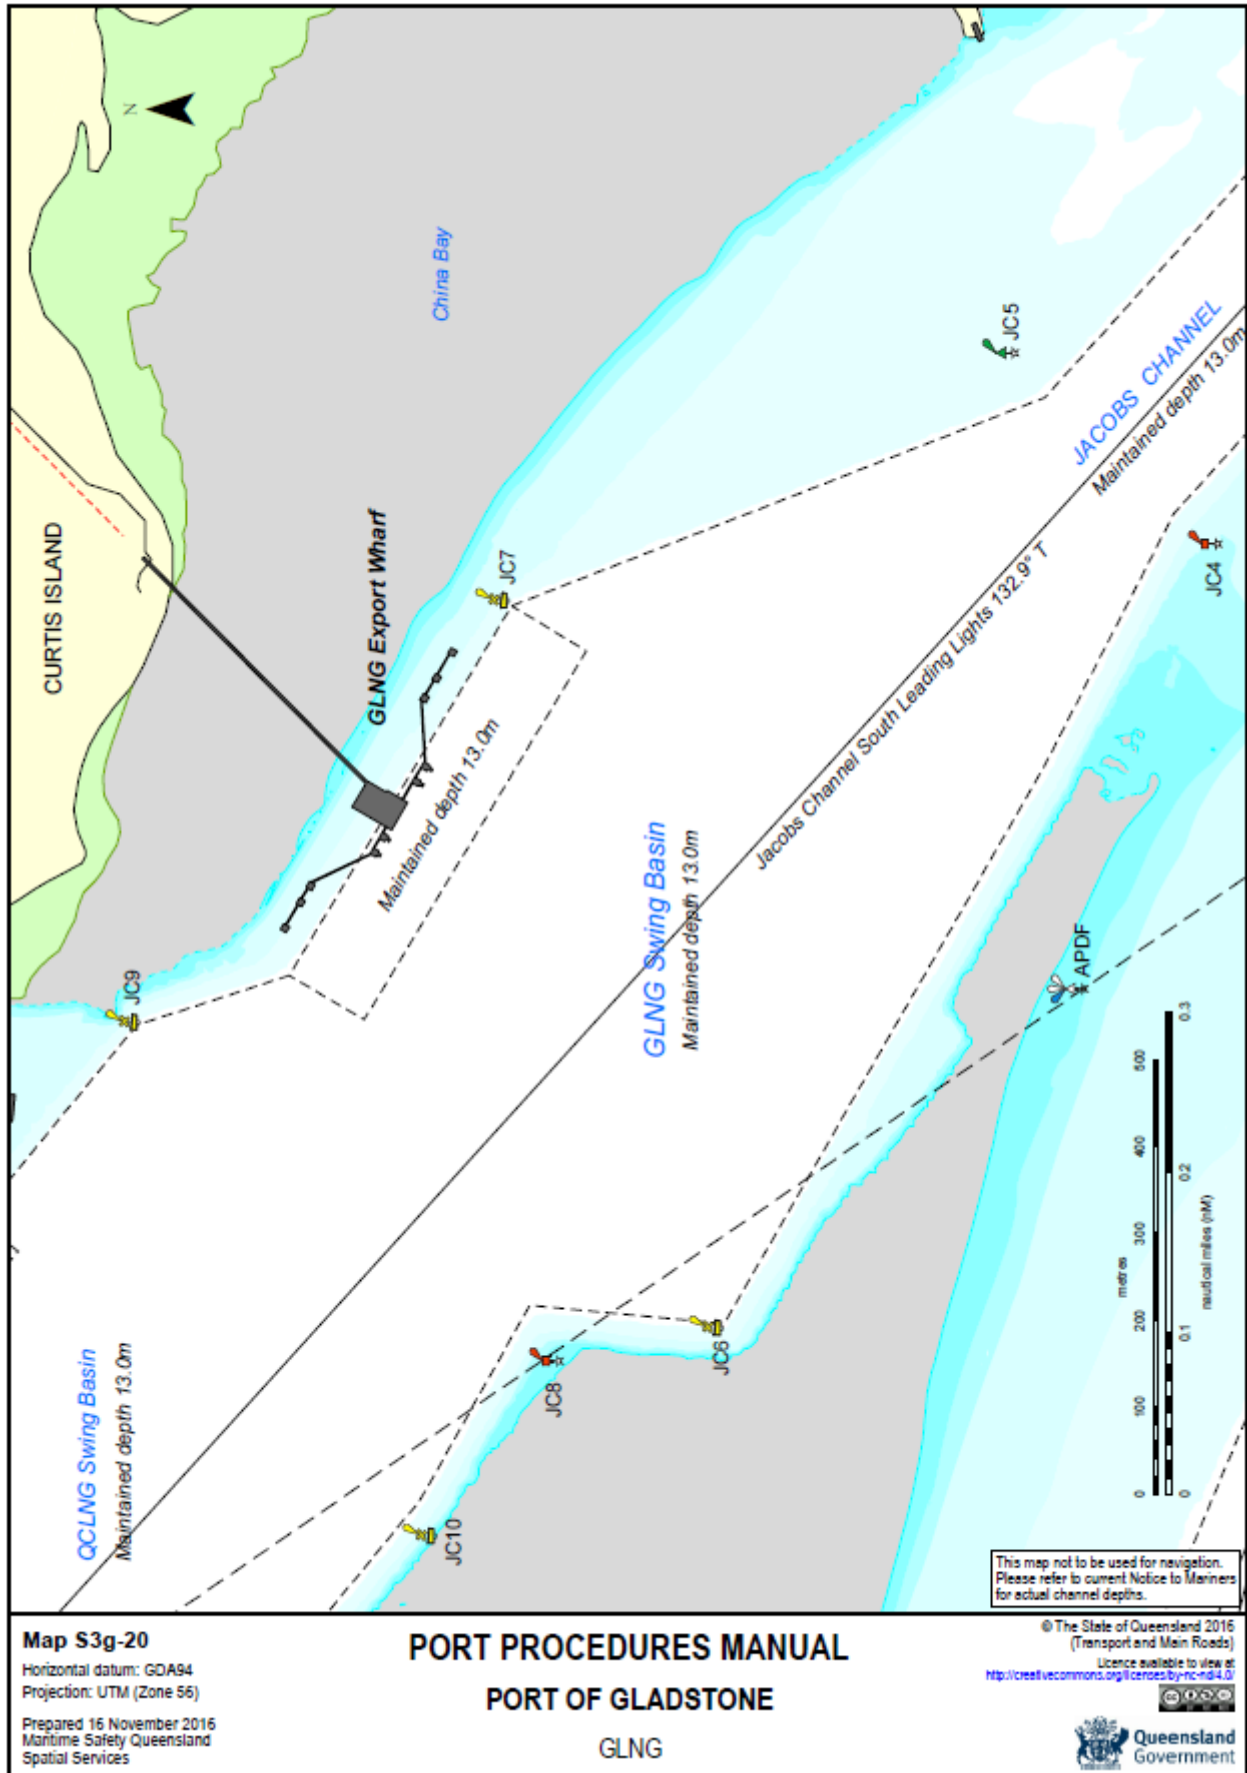 N
China Bay
CURTIS ISLAND
JC5
JACOBS CHANNEL
Maintained depth 13.0m
GLNG Export Wharf
JC7
JC4
Jacobs Channel South Leading Lights 132.9° T
Maintained depth 13.0m
GLNG Swing Basin
Maintained depth 13.0m
JC9
APDF
JC6
JC8
QCLNG Swing Basin
Maintained depth 13.0m
JC10
metres
0 100 200 300 400 500
0 0.1 0.2 0.3
nautical miles (nM)
This map not to be used for navigation.
Please refer to current Notice to Mariners
for actual channel depths.
Map S3g-20
Horizontal datum: GDA94
Projection: UTM (Zone 56)
Prepared 16 November 2016
Maritime Safety Queensland
Spatial Services
PORT PROCEDURES MANUAL
PORT OF GLADSTONE
GLNG
© The State of Queensland 2016
(Transport and Main Roads)
Licence available to view at
http://creativecommons.org/licenses/by-nc-nd/4.0/
Queensland
Government